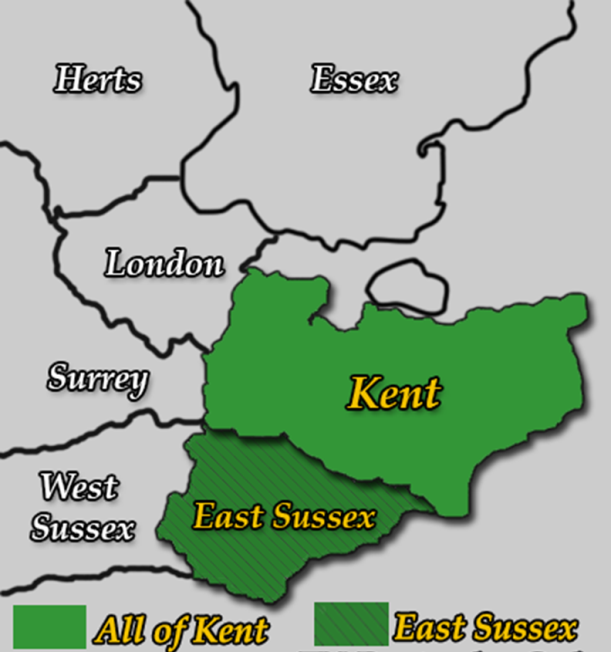 Herts
Essex
London
Surrey
Kent
West
Sussex
East Sussex
All of Kent
East Sussex